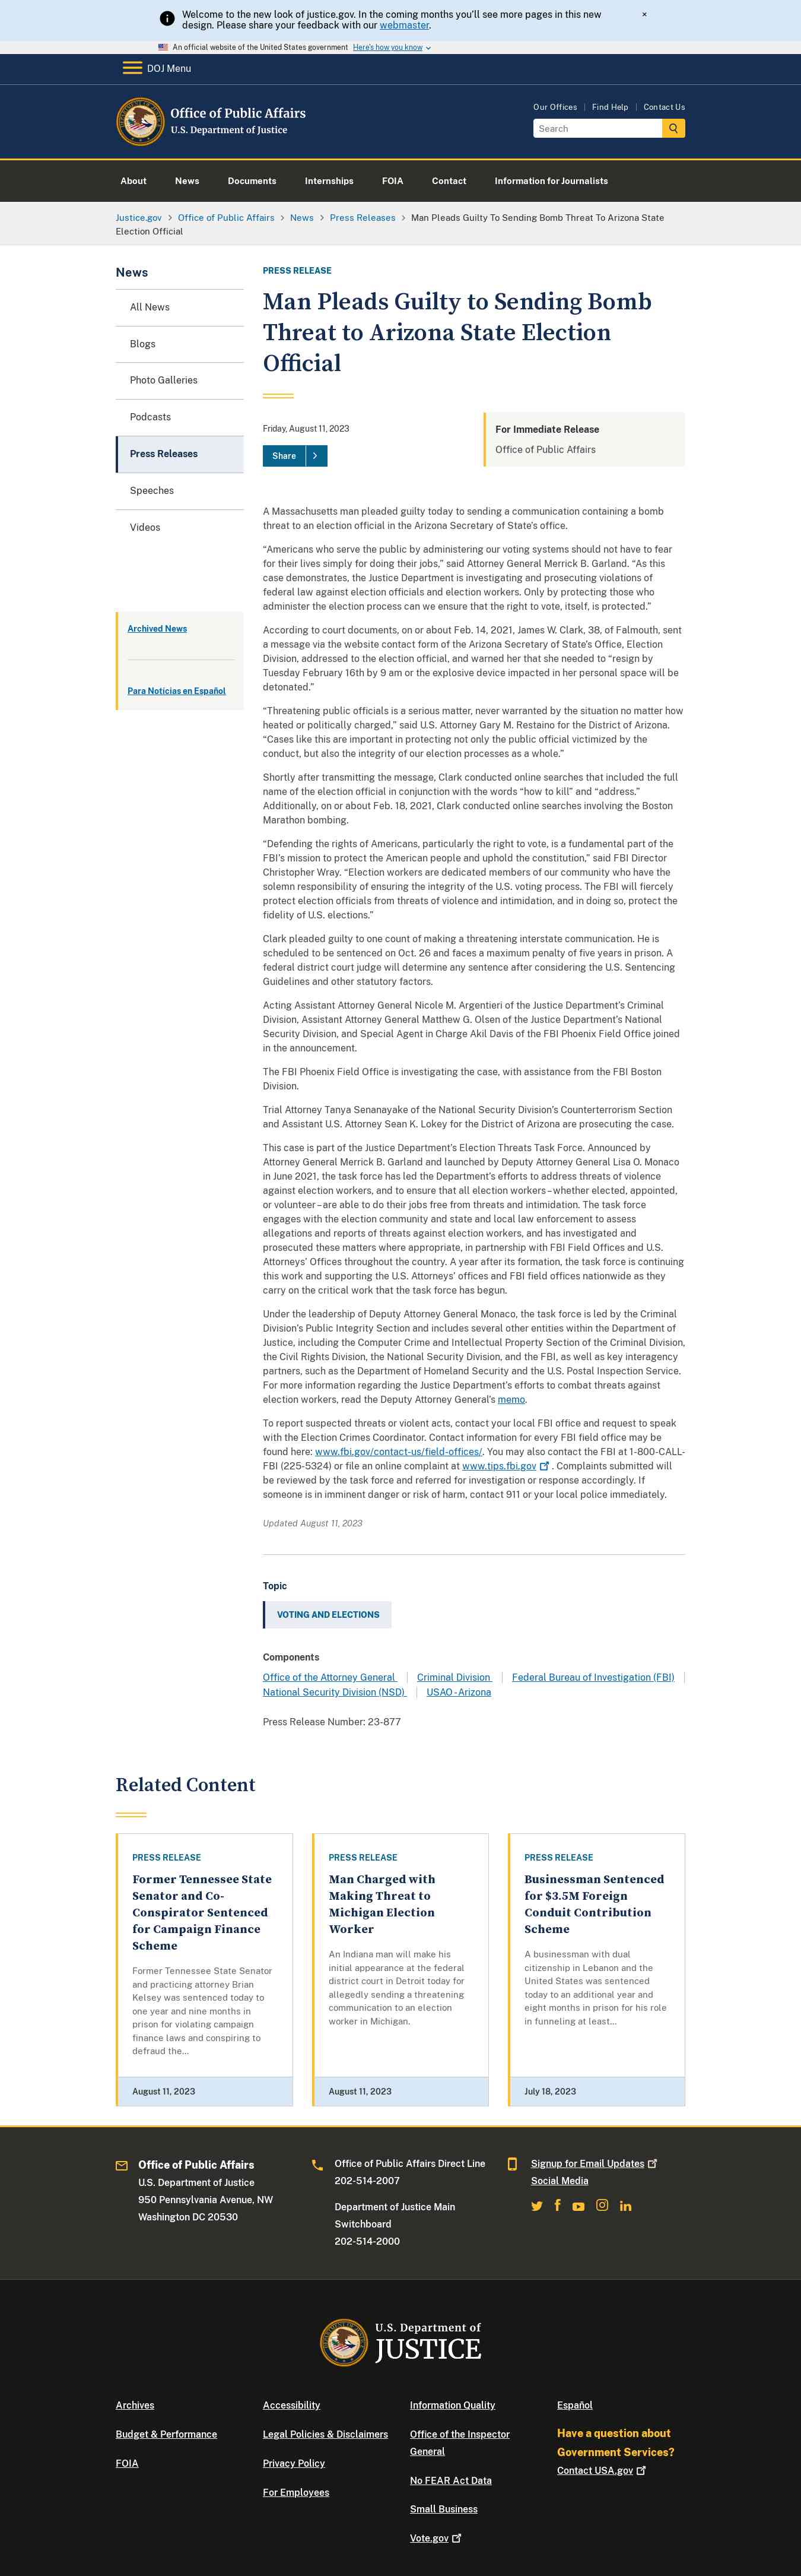 Welcome to the new look of justice.gov. In the coming months you'll see more pages in this new
design. Please share your feedback with our webmaster.
×
An official website of the United States government Here's how you know
DOJ Menu
Office of Public Affairs
U.S. Department of Justice
Our Offices | Find Help | Contact Us
Search
About News Documents Internships FOIA Contact Information for Journalists
Justice.gov > Office of Public Affairs > News > Press Releases > Man Pleads Guilty To Sending Bomb Threat To Arizona State
Election Official
News
All News
Blogs
Photo Galleries
Podcasts
Press Releases
Speeches
Videos
Archived News
Para Noticias en Español
PRESS RELEASE
Man Pleads Guilty to Sending Bomb
Threat to Arizona State Election
Official
Friday, August 11, 2023
Share
For Immediate Release
Office of Public Affairs
A Massachusetts man pleaded guilty today to sending a communication containing a bomb
threat to an election official in the Arizona Secretary of State's office.
“Americans who serve the public by administering our voting systems should not have to fear
for their lives simply for doing their jobs,” said Attorney General Merrick B. Garland. “As this
case demonstrates, the Justice Department is investigating and prosecuting violations of
federal law against election officials and election workers. Only by protecting those who
administer the election process can we ensure that the right to vote, itself, is protected.”
According to court documents, on or about Feb. 14, 2021, James W. Clark, 38, of Falmouth, sent
a message via the website contact form of the Arizona Secretary of State's Office, Election
Division, addressed to the election official, and warned her that she needed to “resign by
Tuesday February 16th by 9 am or the explosive device impacted in her personal space will be
detonated.”
“Threatening public officials is a serious matter, even when the situation no matter how
heated or politically charged,” said U.S. Attorney Gary M. Restaino for the District of Arizona.
“Cases like this are important in protecting not only the public official victimized by the
conduct, but also the integrity of our election processes as a whole.”
Shortly after transmitting the message, Clark conducted online searches that included the full
name of the election official in conjunction with the words “how to kill” and “address.”
Additionally, on or about Feb. 18, 2021, Clark conducted online searches involving the Boston
Marathon bombing.
“Defending the rights of Americans, particularly the right to vote, is a fundamental part of the
FBI's mission to protect the American people and uphold the constitution,” said FBI Director
Christopher Wray. “Election workers are dedicated members of our community who have the
solemn responsibility of ensuring the integrity of the U.S. voting process. The FBI will fiercely
protect election officials from threats of violence and intimidation, and in doing so, protect the
fidelity of U.S. elections.”
Clark pleaded guilty to one count of making a threatening interstate communication. He is
scheduled to be sentenced on Oct. 26 and faces a maximum penalty of five years in prison. A
federal district court judge will determine any sentence after considering the U.S. Sentencing
Guidelines and other statutory factors.
Acting Assistant Attorney General Nicole M. Argentieri of the Justice Department's Criminal
Division, Assistant Attorney General Matthew G. Olsen of the Justice Department's National
Security Division, and Special Agent in Charge Akil Davis of the FBI Phoenix Field Office joined
in the announcement.
The FBI Phoenix Field Office is investigating the case, with assistance from the FBI Boston
Division.
Trial Attorney Tanya Senanayake of the National Security Division's Counterterrorism Section
and Assistant U.S. Attorney Sean K. Lokey for the District of Arizona are prosecuting the case.
This case is part of the Justice Department's Election Threats Task Force. Announced by
Attorney General Merrick B. Garland and launched by Deputy Attorney General Lisa O. Monaco
in June 2021, the task force has led the Department's efforts to address threats of violence
against election workers, and to ensure that all election workers – whether elected, appointed,
or volunteer – are able to do their jobs free from threats and intimidation. The task force
engages with the election community and state and local law enforcement to assess
allegations and reports of threats against election workers, and has investigated and
prosecuted these matters where appropriate, in partnership with FBI Field Offices and U.S.
Attorneys' Offices throughout the country. A year after its formation, the task force is continuing
this work and supporting the U.S. Attorneys' offices and FBI field offices nationwide as they
carry on the critical work that the task force has begun.
Under the leadership of Deputy Attorney General Monaco, the task force is led by the Criminal
Division's Public Integrity Section and includes several other entities within the Department of
Justice, including the Computer Crime and Intellectual Property Section of the Criminal Division,
the Civil Rights Division, the National Security Division, and the FBI, as well as key interagency
partners, such as the Department of Homeland Security and the U.S. Postal Inspection Service.
For more information regarding the Justice Department's efforts to combat threats against
election workers, read the Deputy Attorney General's memo.
To report suspected threats or violent acts, contact your local FBI office and request to speak
with the Election Crimes Coordinator. Contact information for every FBI field office may be
found here: www.fbi.gov/contact-us/field-offices/. You may also contact the FBI at 1-800-CALL-
FBI (225-5324) or file an online complaint at www.tips.fbi.gov . Complaints submitted will
be reviewed by the task force and referred for investigation or response accordingly. If
someone is in imminent danger or risk of harm, contact 911 or your local police immediately.
Updated August 11, 2023
Topic
VOTING AND ELECTIONS
Components
Office of the Attorney General | Criminal Division | Federal Bureau of Investigation (FBI) |
National Security Division (NSD) | USAO - Arizona
Press Release Number: 23-877
Related Content
PRESS RELEASE
Former Tennessee State
Senator and Co-
Conspirator Sentenced
for Campaign Finance
Scheme
Former Tennessee State Senator
and practicing attorney Brian
Kelsey was sentenced today to
one year and nine months in
prison for violating campaign
finance laws and conspiring to
defraud the...
August 11, 2023
PRESS RELEASE
Man Charged with
Making Threat to
Michigan Election
Worker
An Indiana man will make his
initial appearance at the federal
district court in Detroit today for
allegedly sending a threatening
communication to an election
worker in Michigan.
August 11, 2023
PRESS RELEASE
Businessman Sentenced
for $3.5M Foreign
Conduit Contribution
Scheme
A businessman with dual
citizenship in Lebanon and the
United States was sentenced
today to an additional year and
eight months in prison for his role
in funneling at least...
July 18, 2023
Office of Public Affairs
U.S. Department of Justice
950 Pennsylvania Avenue, NW
Washington DC 20530
Office of Public Affairs Direct Line
202-514-2007
Department of Justice Main
Switchboard
202-514-2000
Signup for Email Updates
Social Media
U.S. Department of
JUSTICE
Archives
Budget & Performance
FOIA
Accessibility
Legal Policies & Disclaimers
Privacy Policy
For Employees
Information Quality
Office of the Inspector
General
No FEAR Act Data
Small Business
Vote.gov
Español
Have a question about
Government Services?
Contact USA.gov